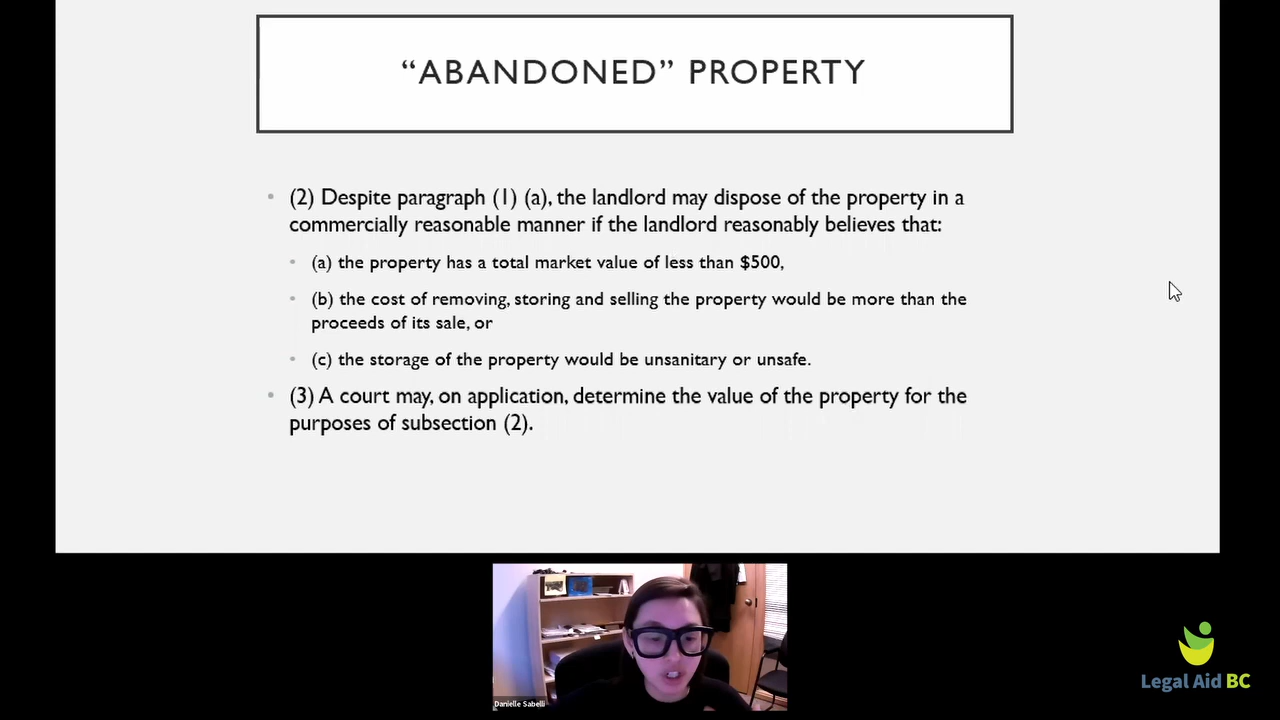 “ABANDONED” PROPERTY
(2) Despite paragraph (1) (a), the landlord may dispose of the property in a
commercially reasonable manner if the landlord reasonably believes that:
(a) the property has a total market value of less than $500,
(b) the cost of removing, storing and selling the property would be more than the
proceeds of its sale, or
(c) the storage of the property would be unsanitary or unsafe.
(3) A court may, on application, determine the value of the property for the
purposes of subsection (2).
Danielle Sabelli
Legal Aid BC